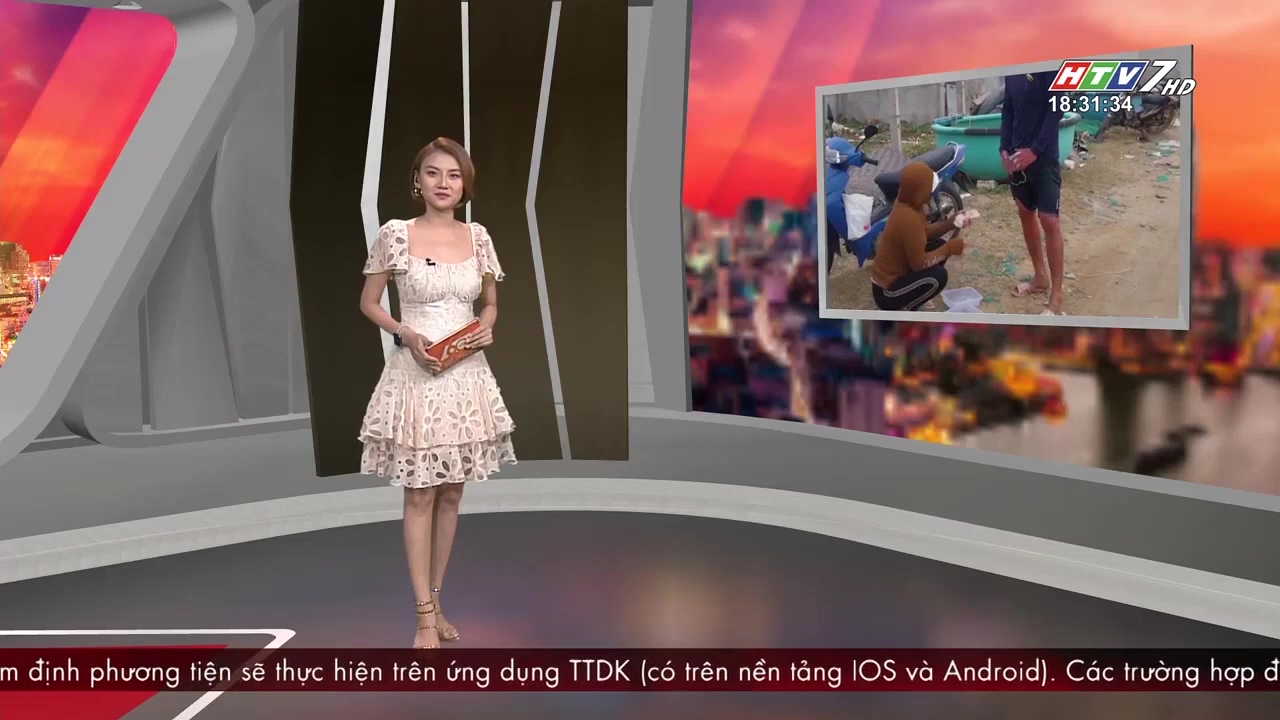 HTV7 HD
18:31:34
m định phương tiện sẽ thực hiện trên ứng dụng TTDK (có trên nền tảng IOS và Android). Các trường hợp đ